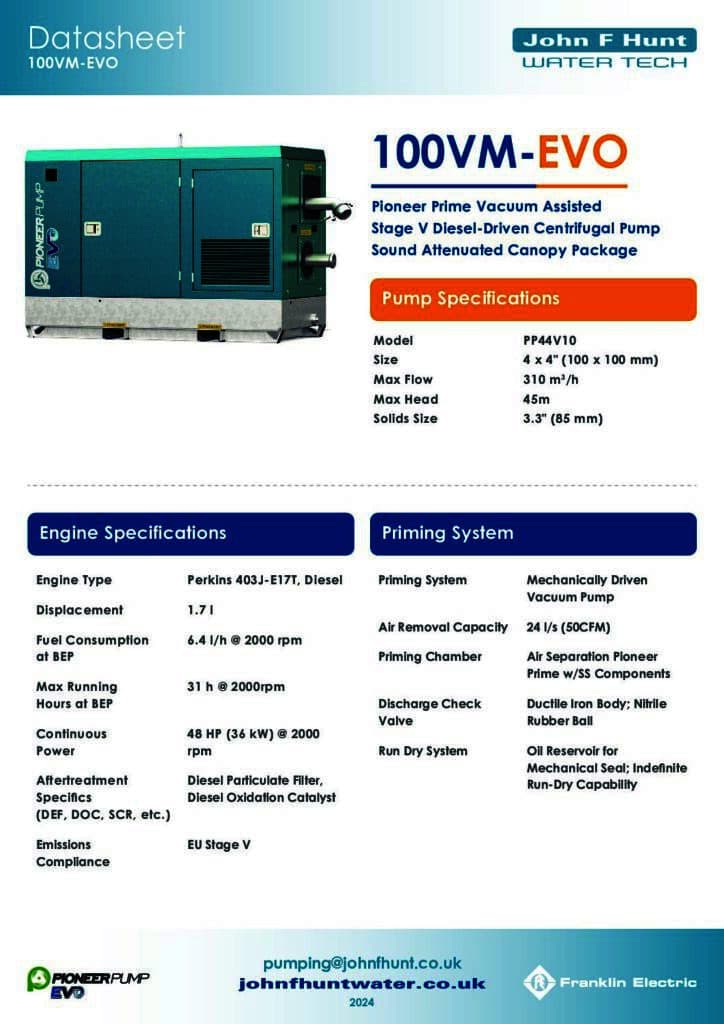 Datasheet
100VM-EVO
John F Hunt
WATER TECH
PIONEERPUMP
EVO
100VM-EVO
Pioneer Prime Vacuum Assisted
Stage V Diesel-Driven Centrifugal Pump
Sound Attenuated Canopy Package
Pump Specifications
Model PP44V10
Size 4 x 4" (100 x 100 mm)
Max Flow 310 m³/h
Max Head 45m
Solids Size 3.3" (85 mm)
Engine Specifications
Engine Type Perkins 403J-E17T, Diesel
Displacement 1.7 l
Fuel Consumption 6.4 l/h @ 2000 rpm
at BEP
Max Running 31 h @ 2000rpm
Hours at BEP
Continuous 48 HP (36 kW) @ 2000
Power rpm
Aftertreatment Diesel Particulate Filter,
Specifics Diesel Oxidation Catalyst
(DEF, DOC, SCR, etc.)
Emissions EU Stage V
Compliance
Priming System
Priming System Mechanically Driven
Vacuum Pump
Air Removal Capacity 24 l/s (50CFM)
Priming Chamber Air Separation Pioneer
Prime w/SS Components
Discharge Check Ductile Iron Body; Nitrile
Valve Rubber Ball
Run Dry System Oil Reservoir for
Mechanical Seal; Indefinite
Run-Dry Capability
PIONEERPUMP
EVO
pumping@johnfhunt.co.uk
johnfhuntwater.co.uk
2024
Franklin Electric